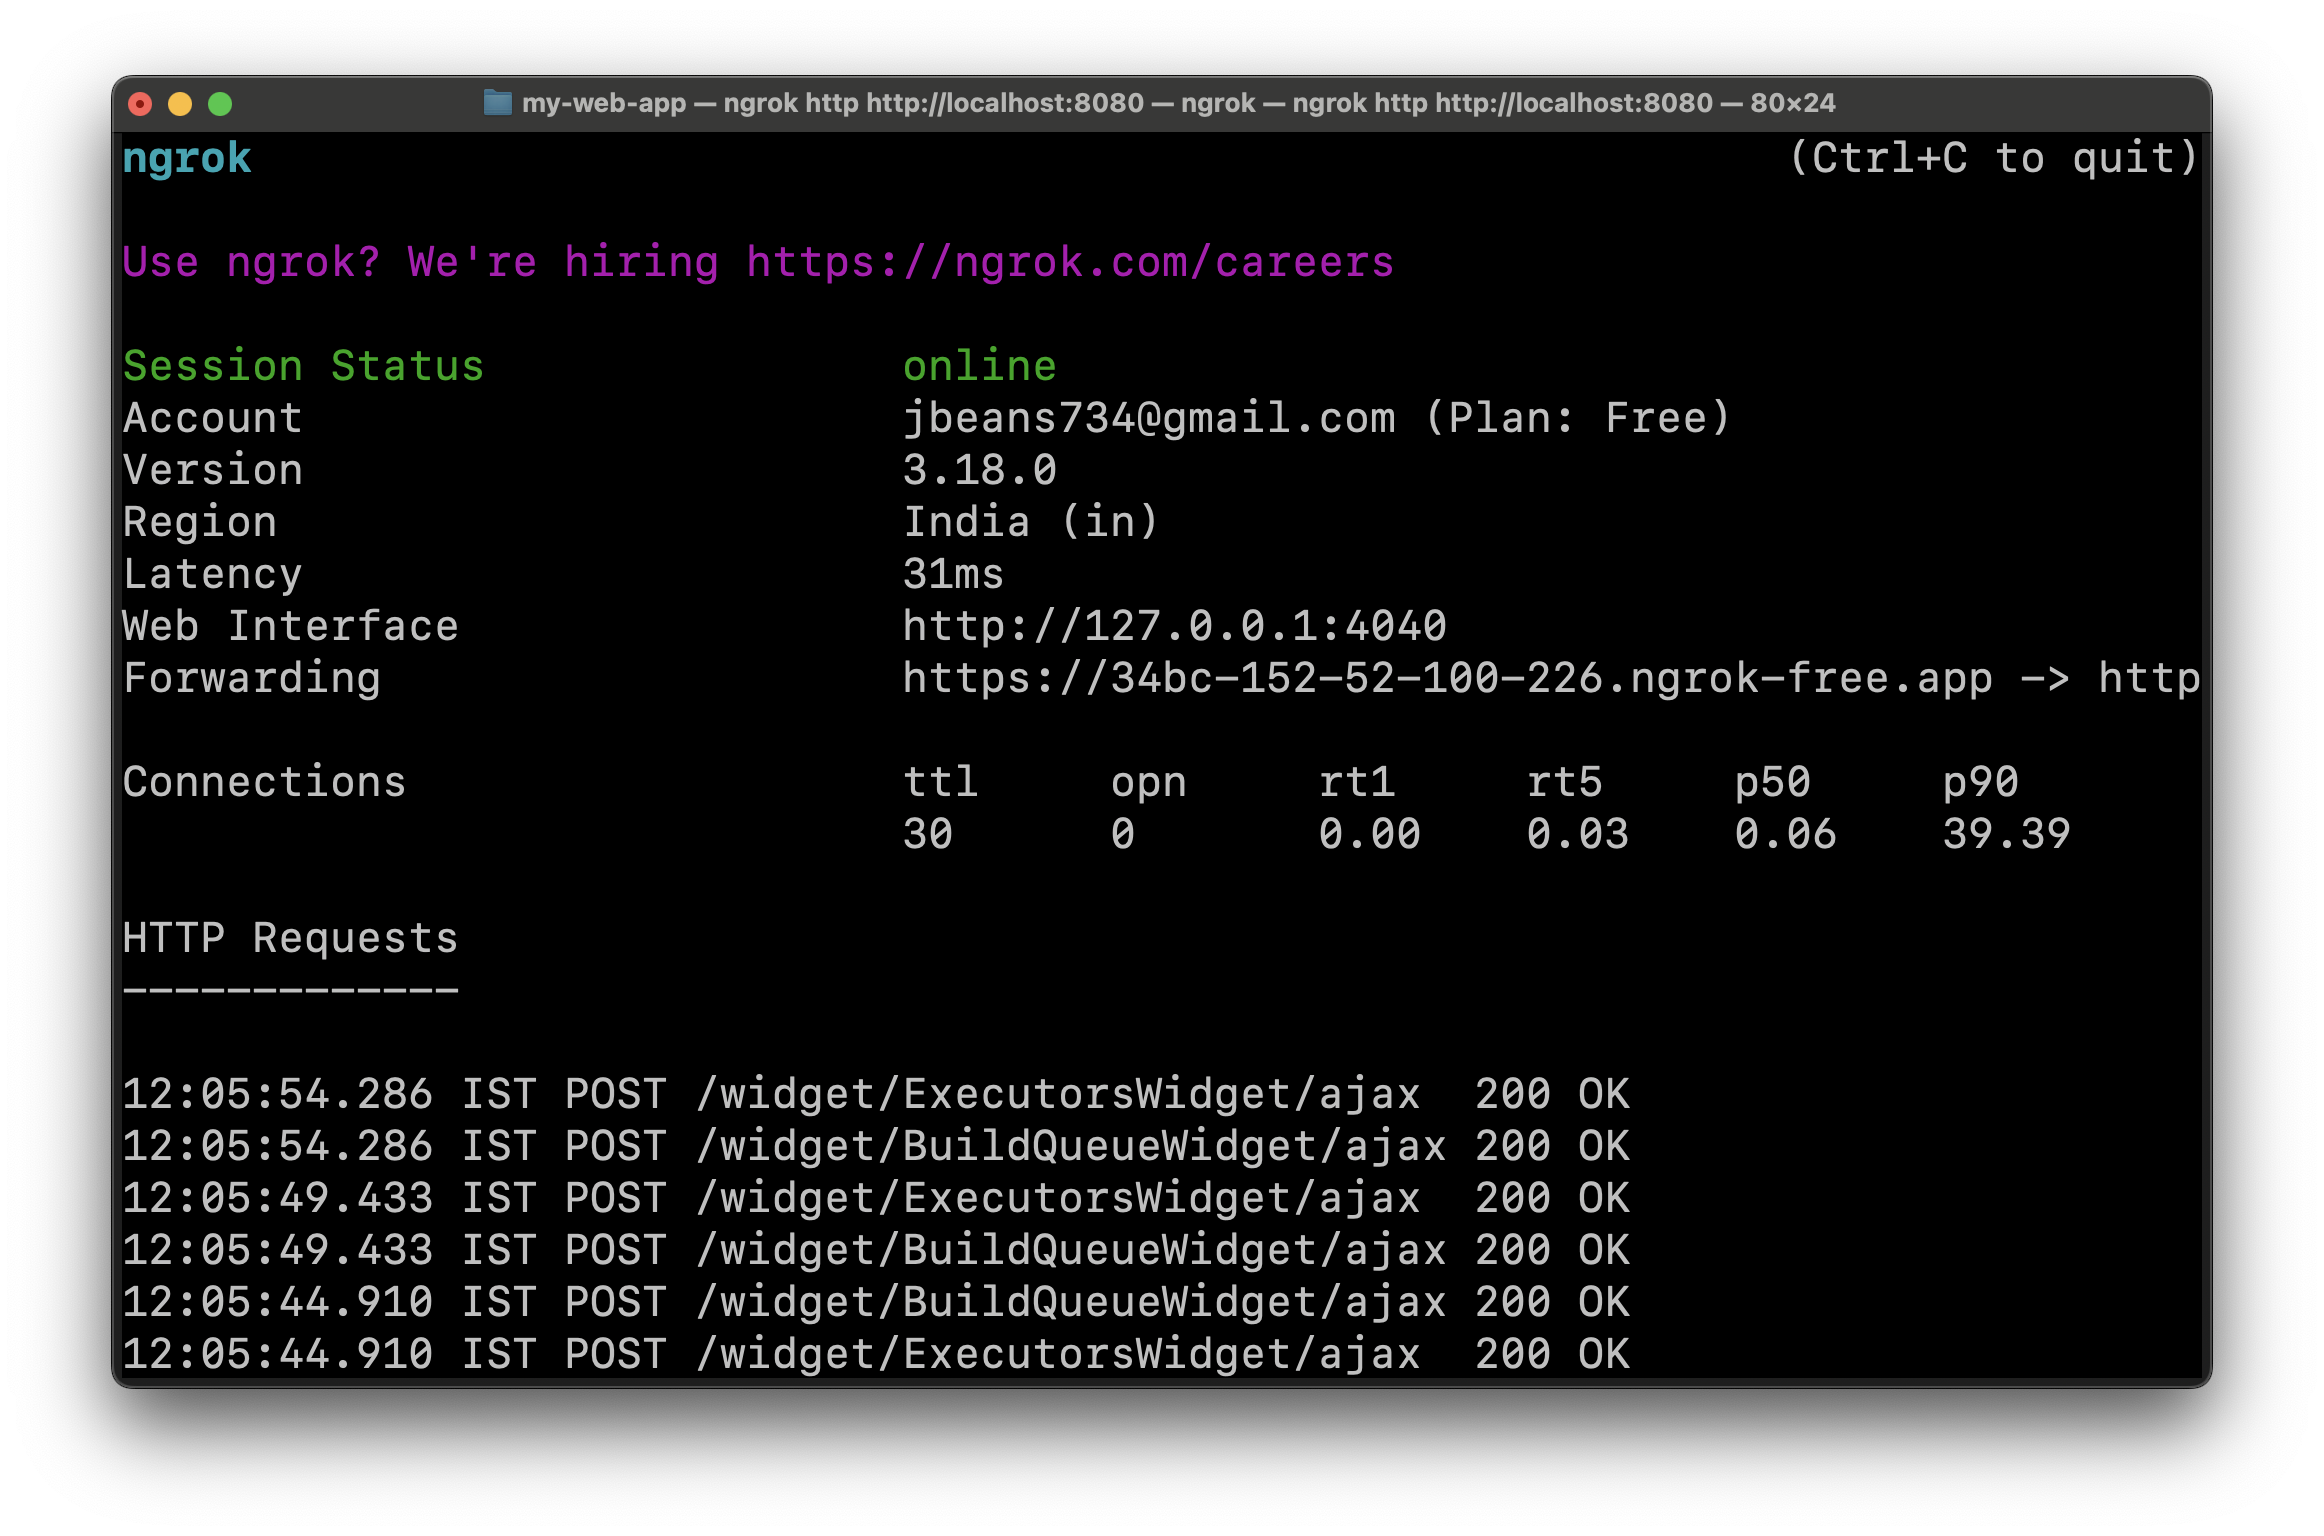 my-web-app — ngrok http http://localhost:8080 — ngrok — ngrok http http://localhost:8080 — 80×24
ngrok (Ctrl+C to quit)
Use ngrok? We're hiring https://ngrok.com/careers
Session Status online
Account jbeans734@gmail.com (Plan: Free)
Version 3.18.0
Region India (in)
Latency 31ms
Web Interface http://127.0.0.1:4040
Forwarding https://34bc-152-52-100-226.ngrok-free.app -> http
Connections ttl opn rt1 rt5 p50 p90
30 0 0.00 0.03 0.06 39.39
HTTP Requests
-------------
12:05:54.286 IST POST /widget/ExecutorsWidget/ajax 200 OK
12:05:54.286 IST POST /widget/BuildQueueWidget/ajax 200 OK
12:05:49.433 IST POST /widget/ExecutorsWidget/ajax 200 OK
12:05:49.433 IST POST /widget/BuildQueueWidget/ajax 200 OK
12:05:44.910 IST POST /widget/BuildQueueWidget/ajax 200 OK
12:05:44.910 IST POST /widget/ExecutorsWidget/ajax 200 OK